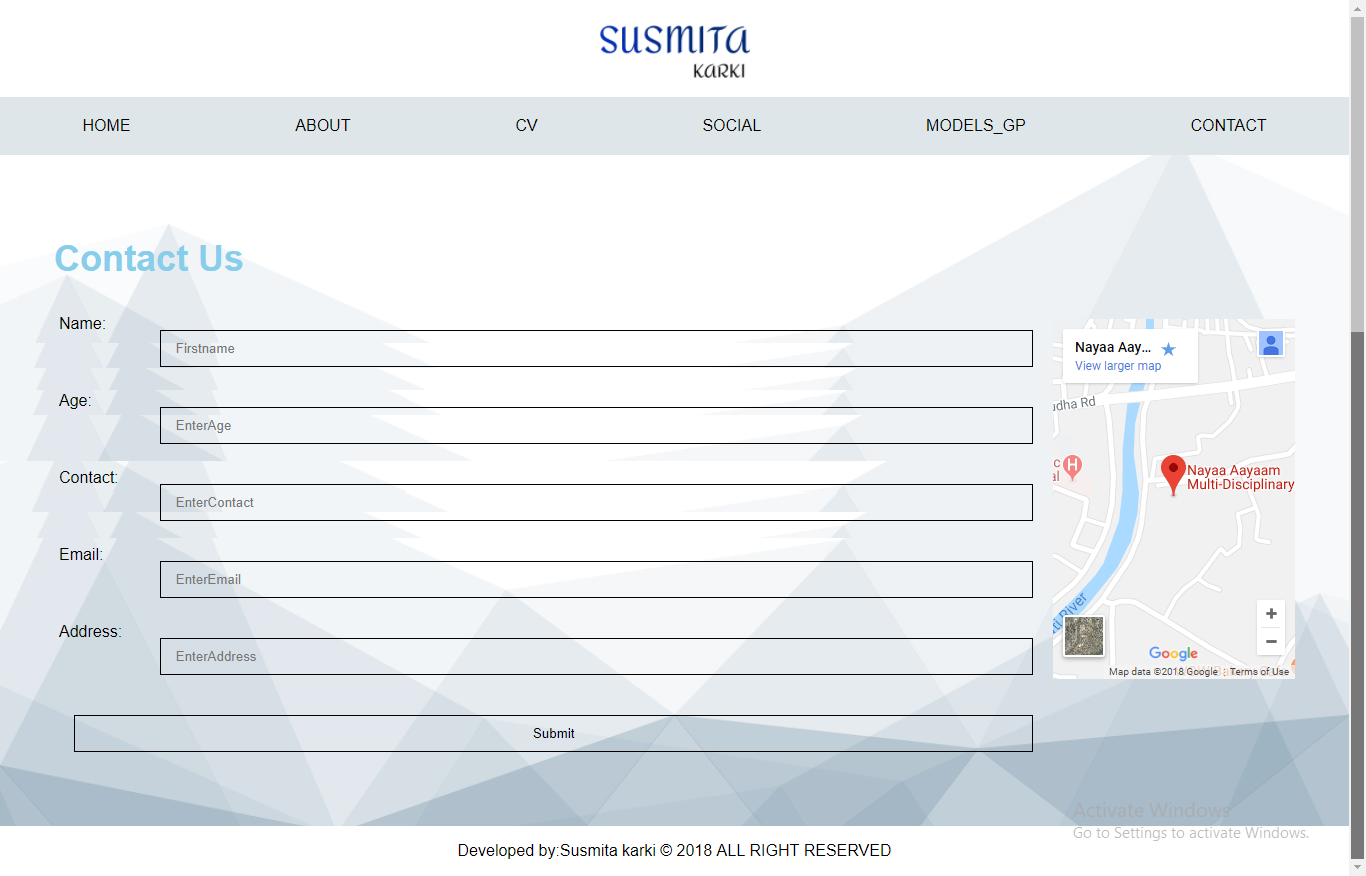 SUSMITA
KARKI
HOME ABOUT CV SOCIAL MODELS_GP CONTACT
Contact Us
Name:
Firstname
Age:
EnterAge
Contact:
EnterContact
Email:
EnterEmail
Address:
EnterAddress
Submit
Nayaa Aay...
View larger map
udha Rd
H
Nayaa Aayaam
Multi-Disciplinary
ti River
+
−
Google
Map data ©2018 Google
Terms of Use
Activate Windows
Go to Settings to activate Windows.
Developed by:Susmita karki © 2018 ALL RIGHT RESERVED